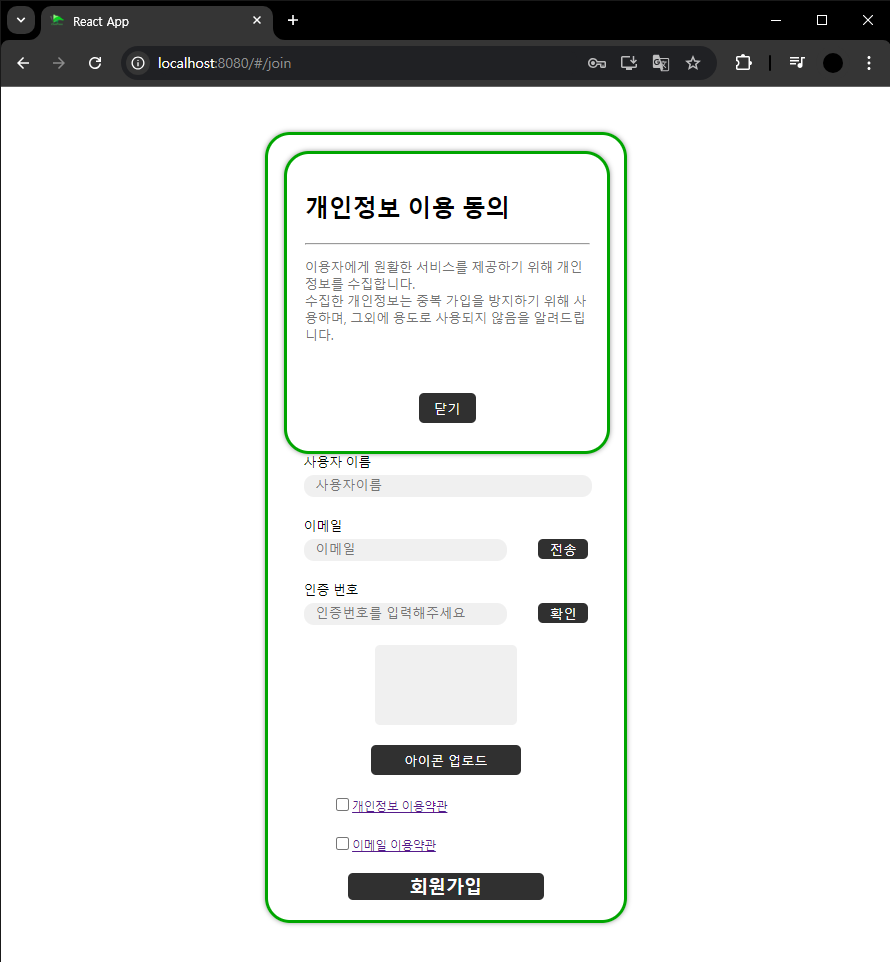 React App
localhost:8080/#/join
개인정보 이용 동의
이용자에게 원활한 서비스를 제공하기 위해 개인
정보를 수집합니다.
수집한 개인정보는 중복 가입을 방지하기 위해 사
용하며, 그외에 용도로 사용되지 않음을 알려드립
니다.
닫기
사용자 이름
사용자이름
이메일
이메일
전송
인증 번호
인증번호를 입력해주세요
확인
아이콘 업로드
개인정보 이용약관
이메일 이용약관
회원가입